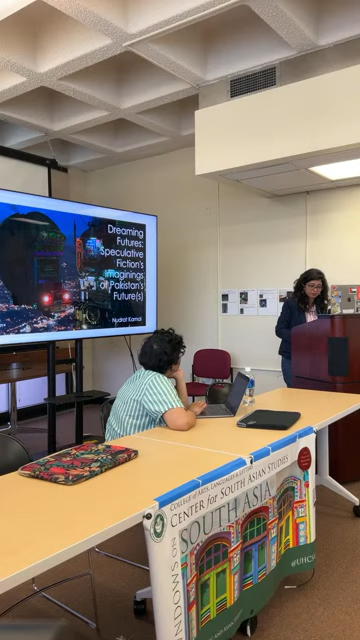 Dreaming
Futures:
Speculative
Fiction's
Imaginings
of Pakistan's
Future(s)
Nudrat Kamal
COLLEGE OF ARTS, LANGUAGES & LETTERS
CENTER for SOUTH ASIAN STUDIES
WINDOWS ON
SOUTH ASIA
@UHCSAS